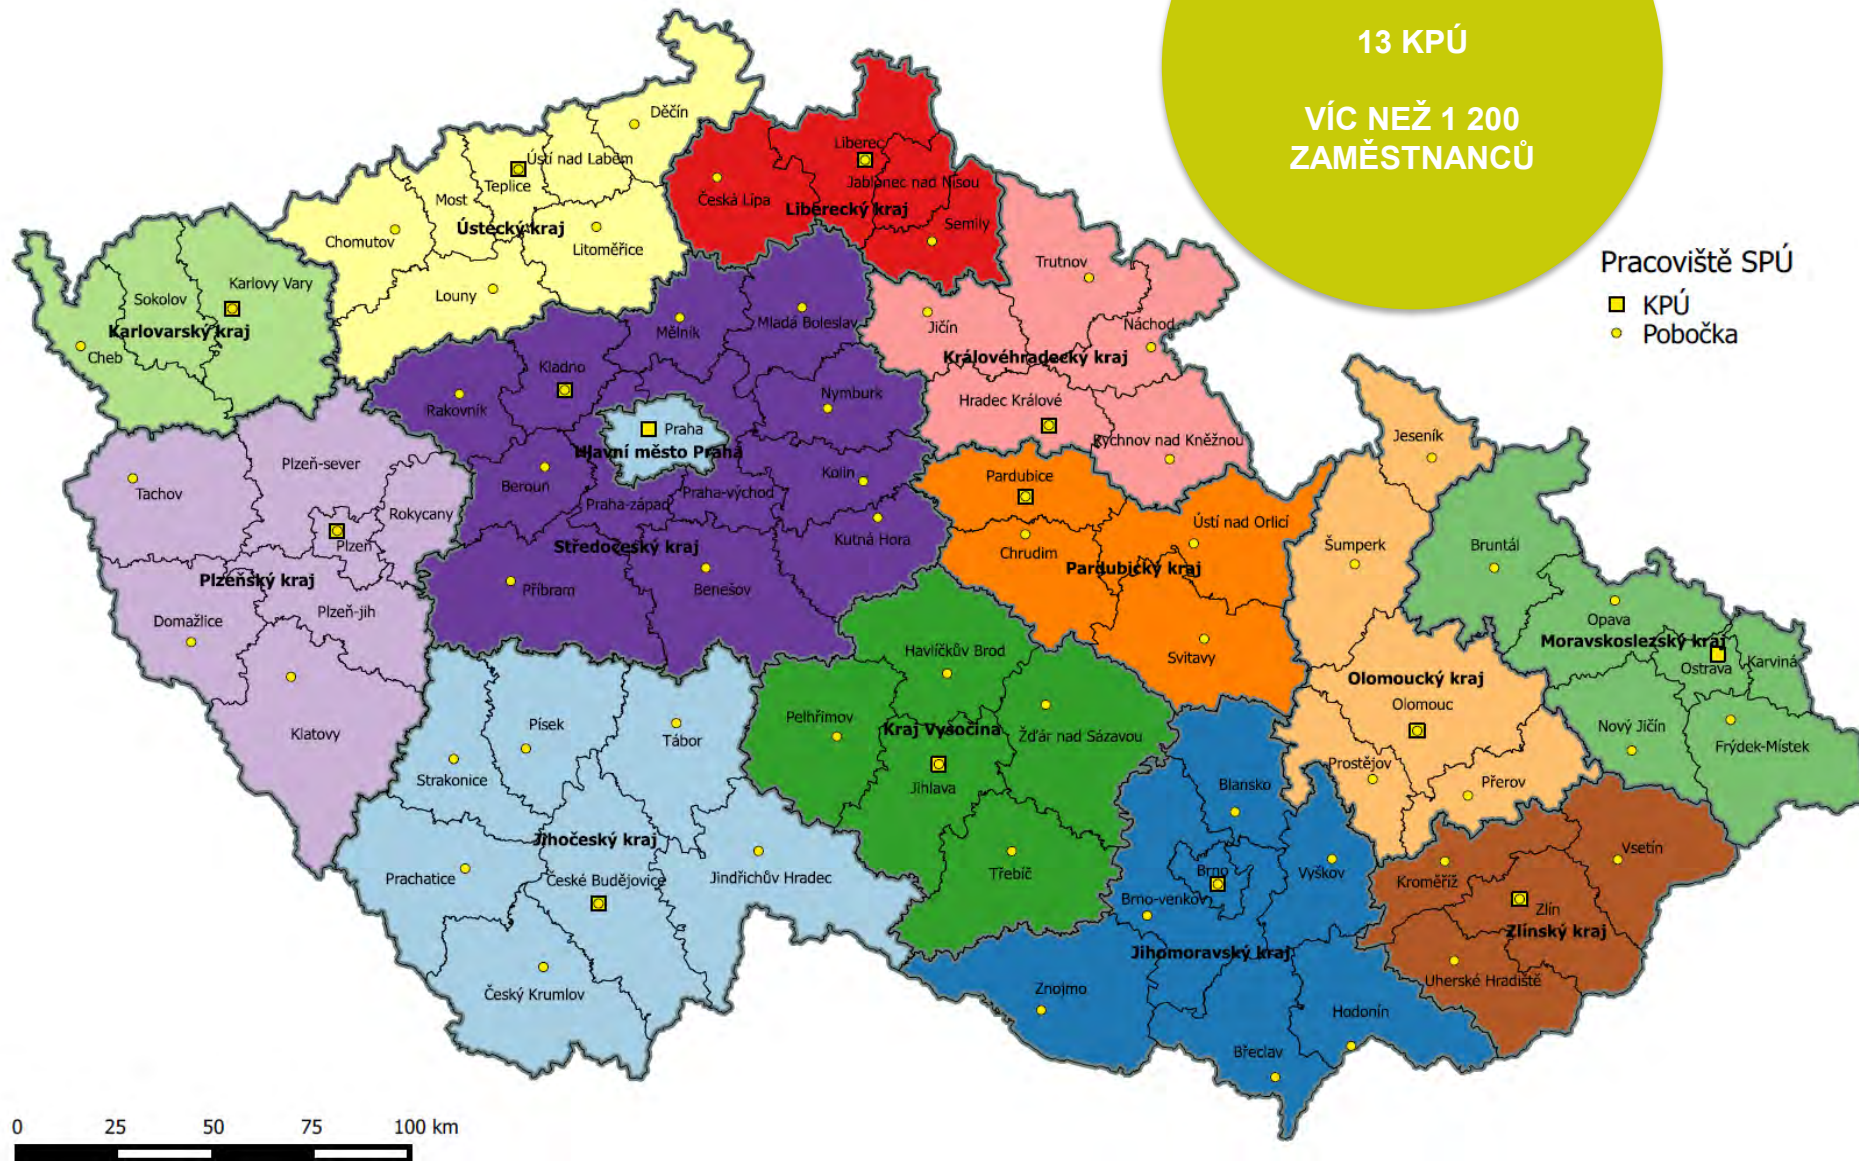 13 KPÚ
VÍC NEŽ 1 200
ZAMĚSTNANCŮ
Pracoviště SPÚ
KPÚ
Pobočka
Děčín
Ústí nad Labem
Teplice
Most
Ústecký kraj
Chomutov
Litoměřice
Louny
Liberec
Jablonec nad Nisou
Česká Lípa
Liberecký kraj
Semily
Karlovy Vary
Sokolov
Karlovarský kraj
Cheb
Trutnov
Jičín
Náchod
Královéhradecký kraj
Hradec Králové
Rychnov nad Kněžnou
Mělník
Mladá Boleslav
Kladno
Rakovník
Nymburk
Praha
Hlavní město Praha
Beroun
Kolín
Praha-západ
Praha-východ
Kutná Hora
Středočeský kraj
Příbram
Benešov
Plzeň-sever
Tachov
Rokycany
Plzeň
Plzeňský kraj
Plzeň-jih
Domažlice
Klatovy
Pardubice
Ústí nad Orlicí
Chrudim
Pardubický kraj
Svitavy
Jeseník
Šumperk
Olomoucký kraj
Olomouc
Prostějov
Přerov
Bruntál
Opava
Moravskoslezský kraj
Ostrava
Karviná
Nový Jičín
Frýdek-Místek
Havlíčkův Brod
Pelhřimov
Kraj Vysočina
Žďár nad Sázavou
Jihlava
Třebíč
Písek
Tábor
Strakonice
Jihočeský kraj
Prachatice
České Budějovice
Jindřichův Hradec
Český Krumlov
Blansko
Brno
Vyškov
Brno-venkov
Jihomoravský kraj
Znojmo
Hodonín
Břeclav
Vsetín
Kroměříž
Zlín
Zlínský kraj
Uherské Hradiště
0 25 50 75 100 km